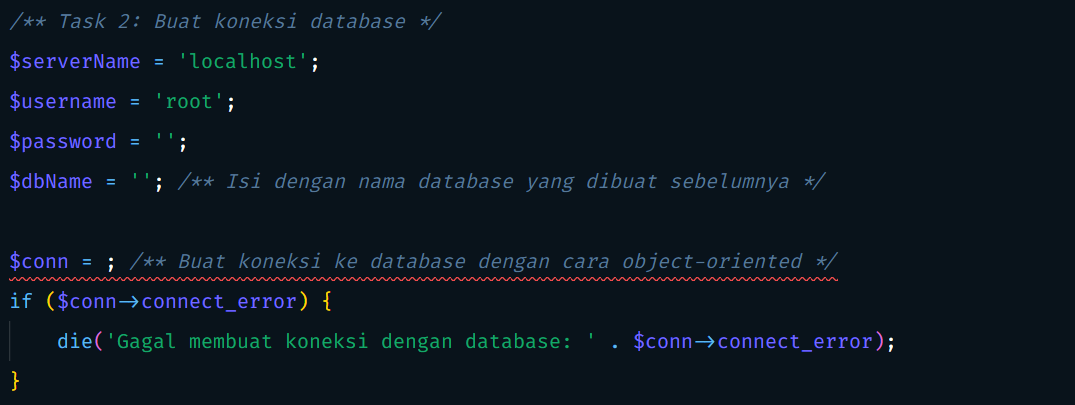 /** Task 2: Buat koneksi database */
$serverName = 'localhost';
$username = 'root';
$password = '';
$dbName = ''; /** Isi dengan nama database yang dibuat sebelumnya */
$conn = ; /** Buat koneksi ke database dengan cara object-oriented */
if ($conn->connect_error) {
    die('Gagal membuat koneksi dengan database: ' . $conn->connect_error);
}